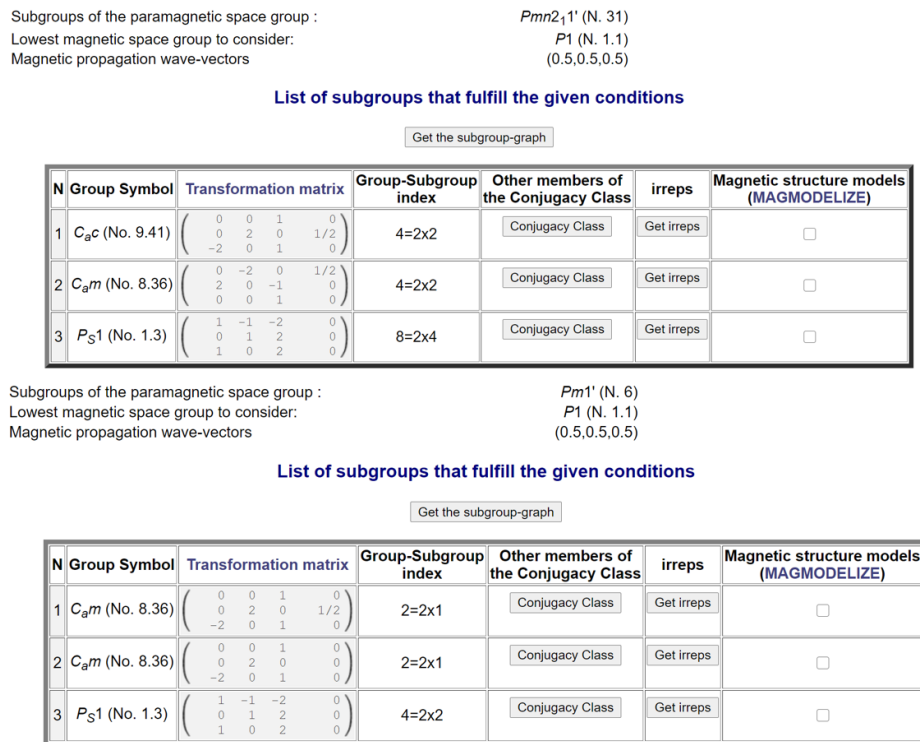 Subgroups of the paramagnetic space group : Pmn2₁1' (N. 31)
Lowest magnetic space group to consider: P1 (N. 1.1)
Magnetic propagation wave-vectors (0.5,0.5,0.5)
List of subgroups that fulfill the given conditions
Get the subgroup-graph
N Group Symbol Transformation matrix Group-Subgroup index Other members of the Conjugacy Class irreps Magnetic structure models (MAGMODELIZE)
0 0 1 0
1 Cₐc (No. 9.41) 0 2 0 1/2 4=2x2 Conjugacy Class Get irreps
-2 0 1 0
0 -2 0 1/2
2 Cₐm (No. 8.36) 2 0 -1 0 4=2x2 Conjugacy Class Get irreps
0 0 1 0
1 -1 -2 0
3 P_S1 (No. 1.3) 0 1 2 0 8=2x4 Conjugacy Class Get irreps
1 0 2 0
Subgroups of the paramagnetic space group : Pm1' (N. 6)
Lowest magnetic space group to consider: P1 (N. 1.1)
Magnetic propagation wave-vectors (0.5,0.5,0.5)
List of subgroups that fulfill the given conditions
Get the subgroup-graph
N Group Symbol Transformation matrix Group-Subgroup index Other members of the Conjugacy Class irreps Magnetic structure models (MAGMODELIZE)
0 0 1 0
1 Cₐm (No. 8.36) 0 2 0 1/2 2=2x1 Conjugacy Class Get irreps
-2 0 1 0
0 0 1 0
2 Cₐm (No. 8.36) 0 2 0 0 2=2x1 Conjugacy Class Get irreps
-2 0 1 0
1 -1 -2 0
3 P_S1 (No. 1.3) 0 1 2 0 4=2x2 Conjugacy Class Get irreps
1 0 2 0